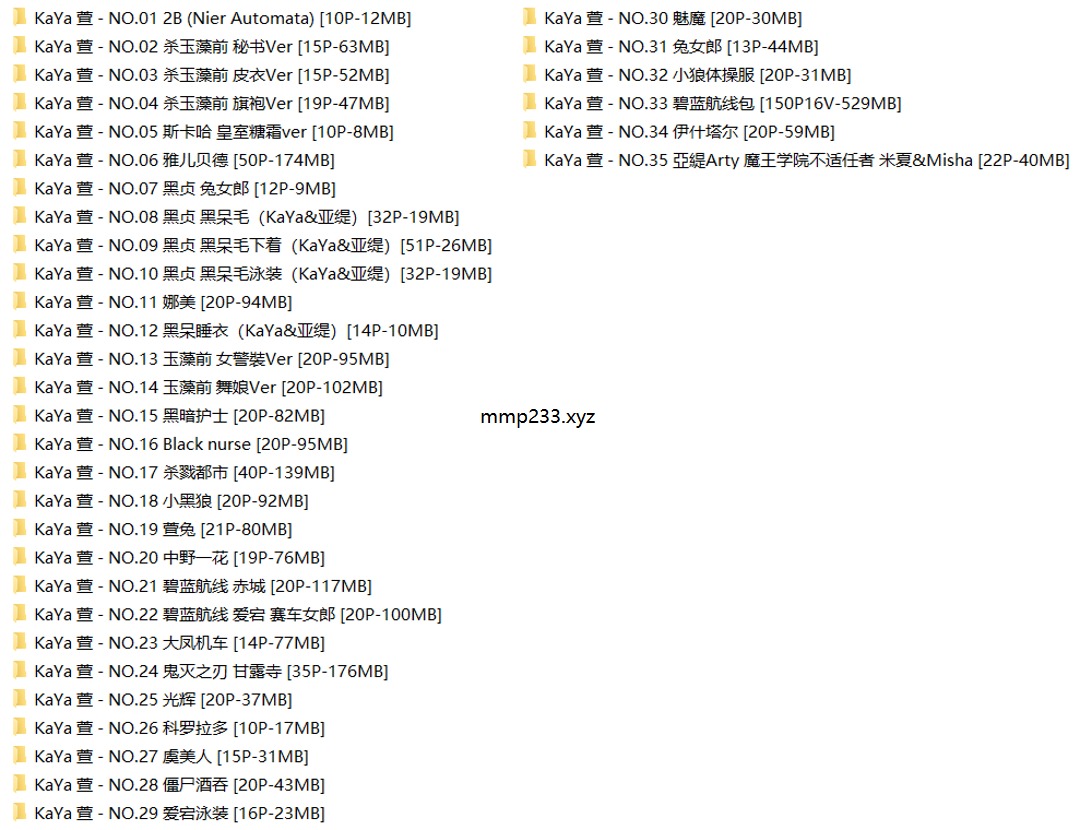 KaYa 萱 - NO.01 2B (Nier Automata) [10P-12MB]
KaYa 萱 - NO.02 杀玉藻前 秘书Ver [15P-63MB]
KaYa 萱 - NO.03 杀玉藻前 皮衣Ver [15P-52MB]
KaYa 萱 - NO.04 杀玉藻前 旗袍Ver [19P-47MB]
KaYa 萱 - NO.05 斯卡哈 皇室糖霜ver [10P-8MB]
KaYa 萱 - NO.06 雅儿贝德 [50P-174MB]
KaYa 萱 - NO.07 黑贞 兔女郎 [12P-9MB]
KaYa 萱 - NO.08 黑贞 黑呆毛（KaYa&亚缇）[32P-19MB]
KaYa 萱 - NO.09 黑贞 黑呆毛下着（KaYa&亚缇）[51P-26MB]
KaYa 萱 - NO.10 黑贞 黑呆毛泳装（KaYa&亚缇）[32P-19MB]
KaYa 萱 - NO.11 娜美 [20P-94MB]
KaYa 萱 - NO.12 黑呆睡衣（KaYa&亚缇）[14P-10MB]
KaYa 萱 - NO.13 玉藻前 女警裝Ver [20P-95MB]
KaYa 萱 - NO.14 玉藻前 舞娘Ver [20P-102MB]
KaYa 萱 - NO.15 黑暗护士 [20P-82MB]
KaYa 萱 - NO.16 Black nurse [20P-95MB]
KaYa 萱 - NO.17 杀戮都市 [40P-139MB]
KaYa 萱 - NO.18 小黑狼 [20P-92MB]
KaYa 萱 - NO.19 萱兔 [21P-80MB]
KaYa 萱 - NO.20 中野一花 [19P-76MB]
KaYa 萱 - NO.21 碧蓝航线 赤城 [20P-117MB]
KaYa 萱 - NO.22 碧蓝航线 爱宕 赛车女郎 [20P-100MB]
KaYa 萱 - NO.23 大凤机车 [14P-77MB]
KaYa 萱 - NO.24 鬼灭之刃 甘露寺 [35P-176MB]
KaYa 萱 - NO.25 光辉 [20P-37MB]
KaYa 萱 - NO.26 科罗拉多 [10P-17MB]
KaYa 萱 - NO.27 虞美人 [15P-31MB]
KaYa 萱 - NO.28 僵尸酒吞 [20P-43MB]
KaYa 萱 - NO.29 爱宕泳装 [16P-23MB]
KaYa 萱 - NO.30 魅魔 [20P-30MB]
KaYa 萱 - NO.31 兔女郎 [13P-44MB]
KaYa 萱 - NO.32 小狼体操服 [20P-31MB]
KaYa 萱 - NO.33 碧蓝航线包 [150P16V-529MB]
KaYa 萱 - NO.34 伊什塔尔 [20P-59MB]
KaYa 萱 - NO.35 亞緹Arty 魔王学院不适任者 米夏&Misha [22P-40MB]
mmp233.xyz